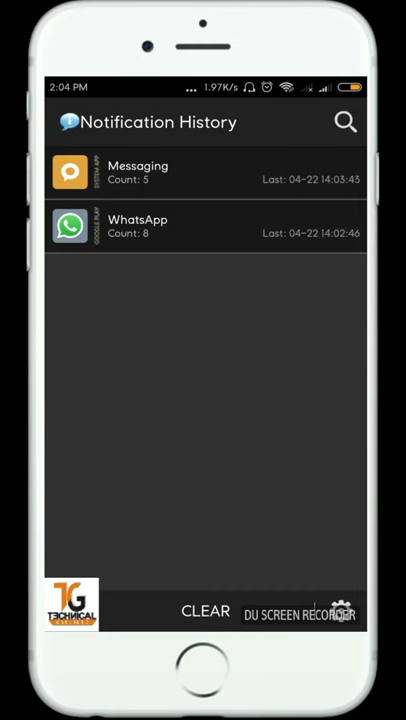 2:04 PM ... 1.97K/s
Notification History
SYSTEM APP
Messaging
Count: 5 Last: 04-22 14:03:43
GOOGLE PLAY
WhatsApp
Count: 8 Last: 04-22 14:02:46
TG
TECHNICAL
CLEAR
DU SCREEN RECORDER